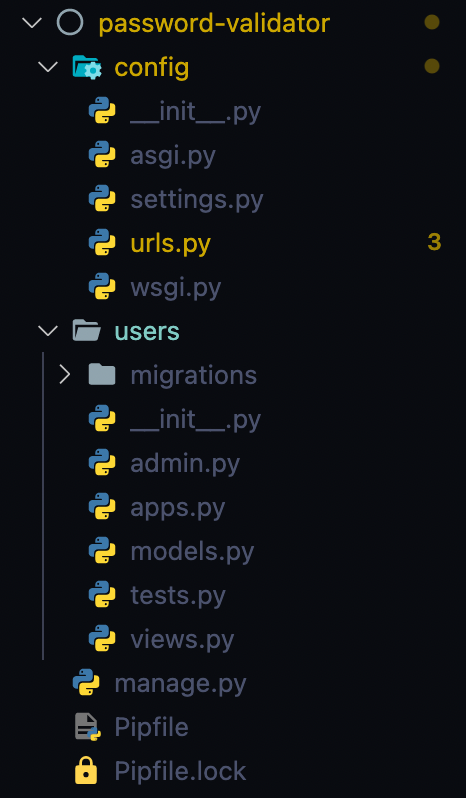 password-validator
config
__init__.py
asgi.py
settings.py
urls.py 3
wsgi.py
users
migrations
__init__.py
admin.py
apps.py
models.py
tests.py
views.py
manage.py
Pipfile
Pipfile.lock